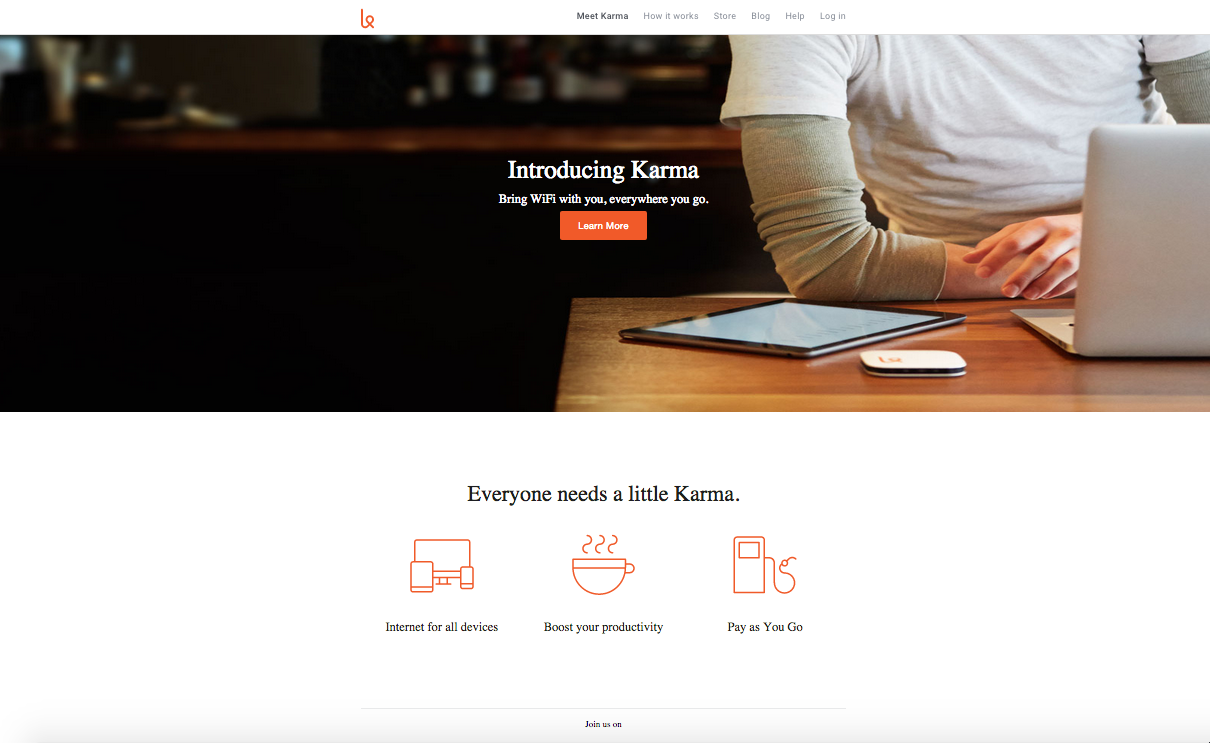 Meet Karma How it works Store Blog Help Log in
Introducing Karma
Bring WiFi with you, everywhere you go.
Learn More
Everyone needs a little Karma.
Internet for all devices Boost your productivity Pay as You Go
Join us on